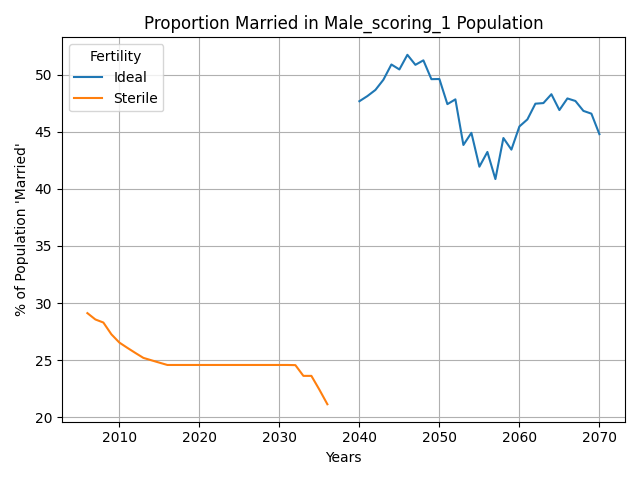 Proportion Married in Male_scoring_1 Population
Fertility
Ideal
Sterile
% of Population 'Married'
50
45
40
35
30
25
20
2010
2020
2030
2040
2050
2060
2070
Years